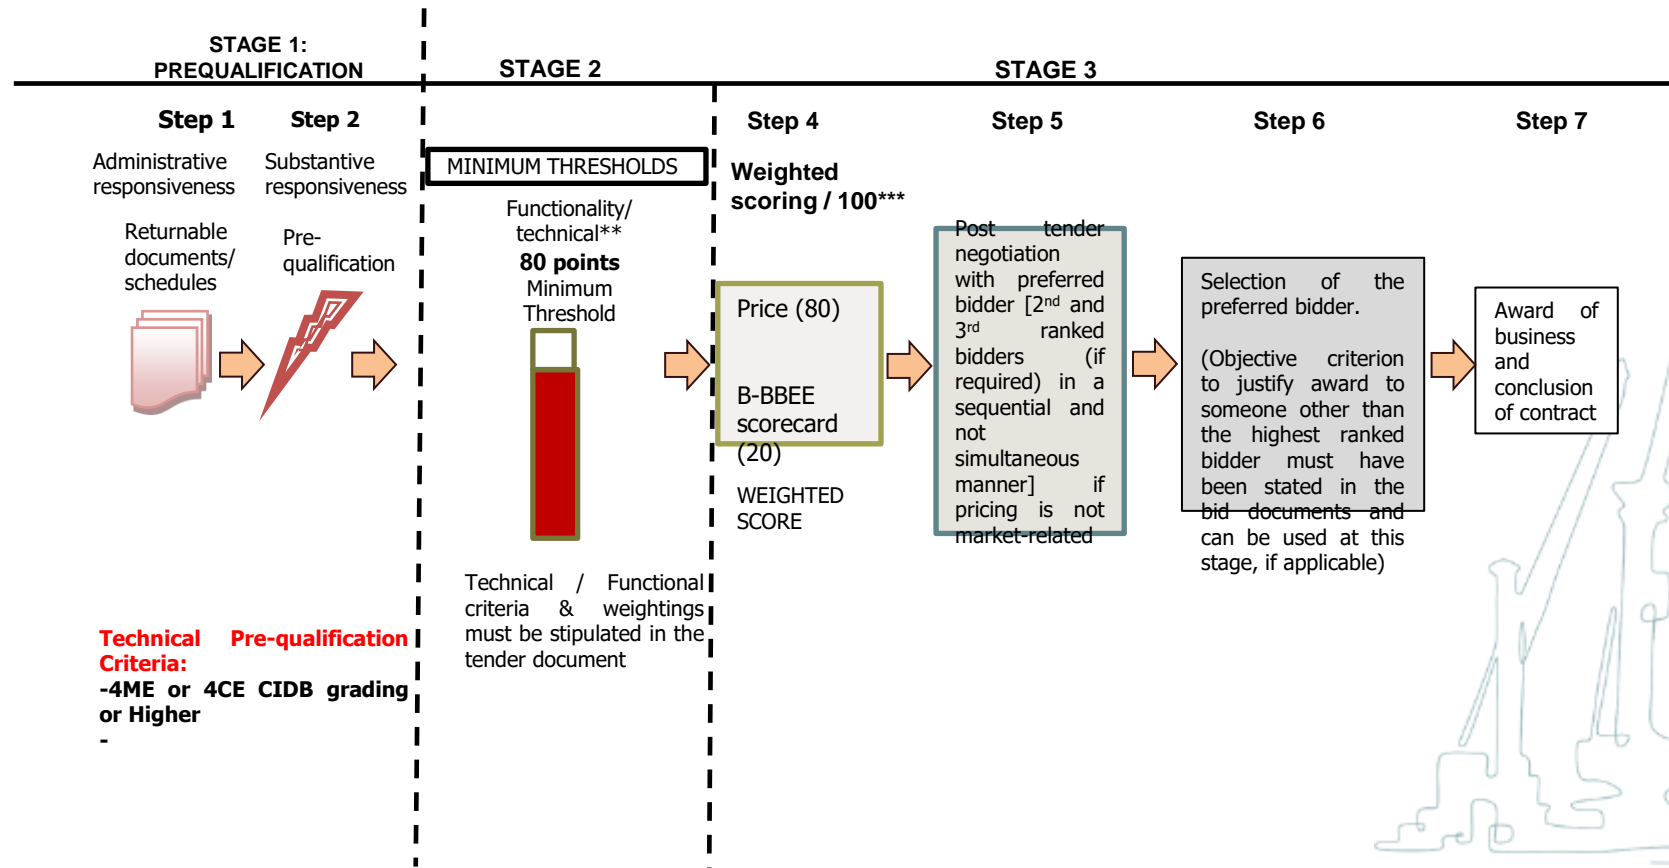 STAGE 1:
PREQUALIFICATION
STAGE 2
STAGE 3
Step 1
Step 2
Step 4
Step 5
Step 6
Step 7
Administrative
responsiveness
Returnable
documents/
schedules
Substantive
responsiveness
Pre-
qualification
Technical Pre-qualification
Criteria:
-4ME or 4CE CIDB grading
or Higher
-
MINIMUM THRESHOLDS
Functionality/
technical**
80 points
Minimum
Threshold
Technical / Functional
criteria & weightings
must be stipulated in the
tender document
Weighted
scoring / 100***
Price (80)
B-BBEE
scorecard
(20)
WEIGHTED
SCORE
Post tender
negotiation
with preferred
bidder [2nd and
3rd ranked
bidders (if
required) in a
sequential and
not
simultaneous
manner] if
pricing is not
market-related
Selection of the
preferred bidder.
(Objective criterion
to justify award to
someone other than
the highest ranked
bidder must have
been stated in the
bid documents and
can be used at this
stage, if applicable)
Award of
business
and
conclusion
of contract